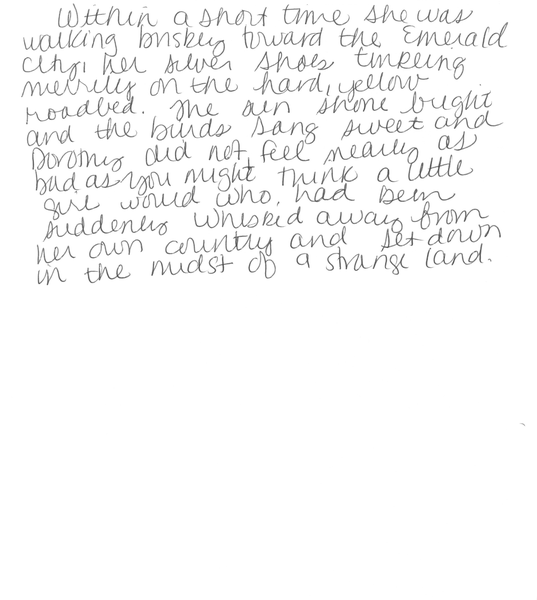 Within a short time she was
walking briskly toward the Emerald
City, her silver shoes tinkling
merrily on the hard, yellow
roadbed. The sun shone bright
and the birds sang sweet and
Dorothy did not feel nearly as
bad as you might think a little
girl would who, had been
suddenly whisked away from
her own country and set down
in the midst of a strange land.